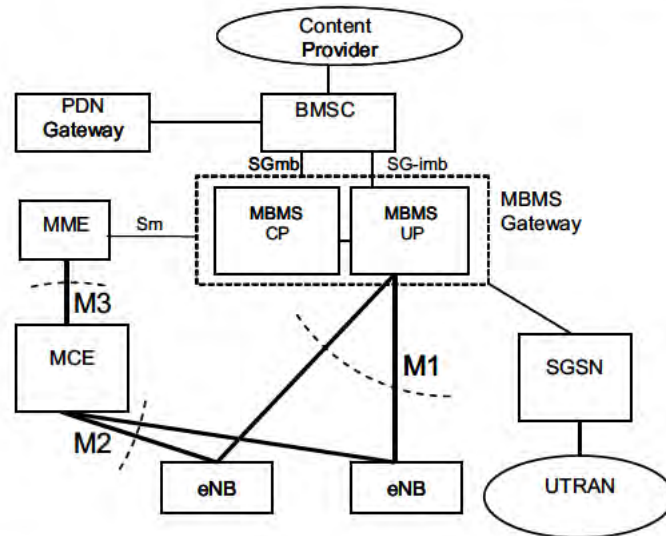 Content
Provider
PDN
Gateway
BMSC
SGmb
SG-imb
MBMS
CP
MBMS
UP
MBMS
Gateway
MME
Sm
M3
MCE
M1
SGSN
M2
eNB
eNB
UTRAN